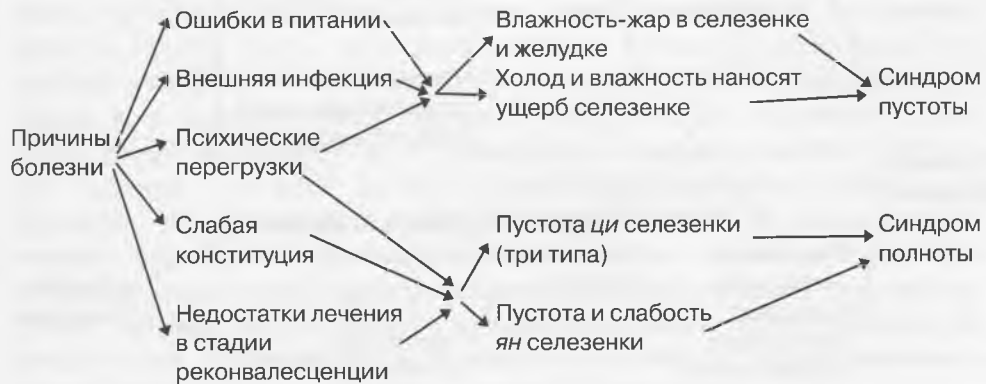 Причины
болезни
Ошибки в питании
Внешняя инфекция
Психические
перегрузки
Слабая
конституция
Недостатки лечения
в стадии
реконвалесценции
Влажность-жар в селезенке
и желудке
Холод и влажность наносят
ущерб селезенке
Пустота ци селезенки
(три типа)
Пустота и слабость
ян селезенки
Синдром
пустоты
Синдром
полноты